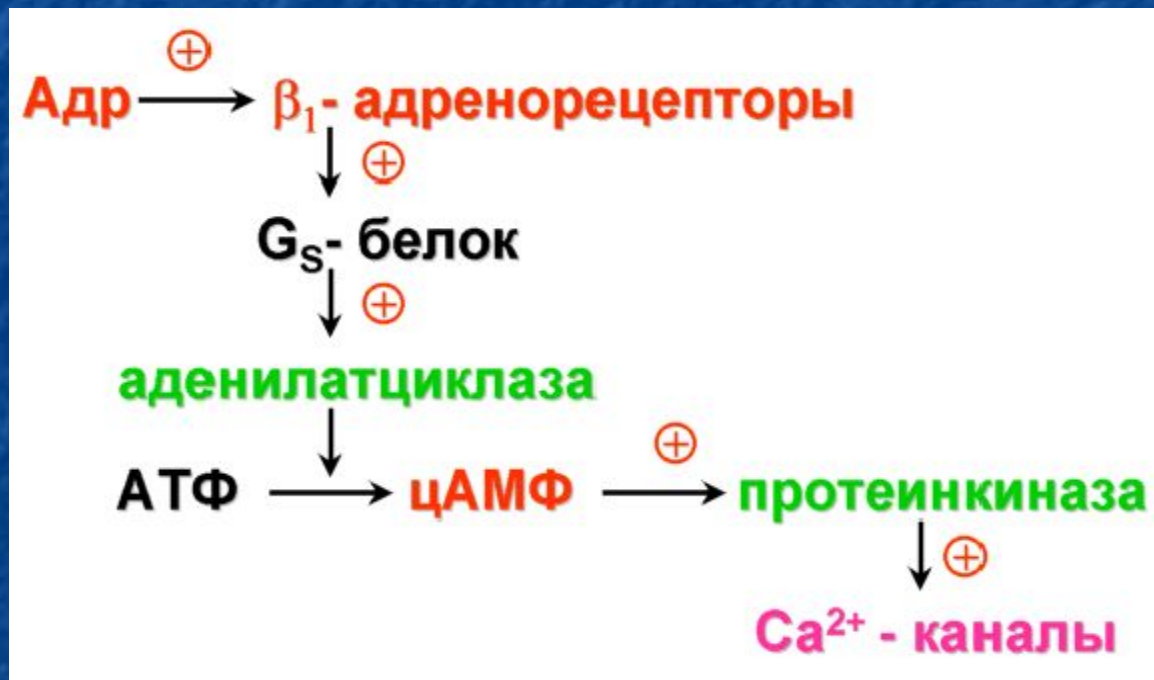 Адр β₁- адренорецепторы
Gₛ- белок
аденилатциклаза
АТФ цАМФ протеинкиназа
Ca²⁺ - каналы